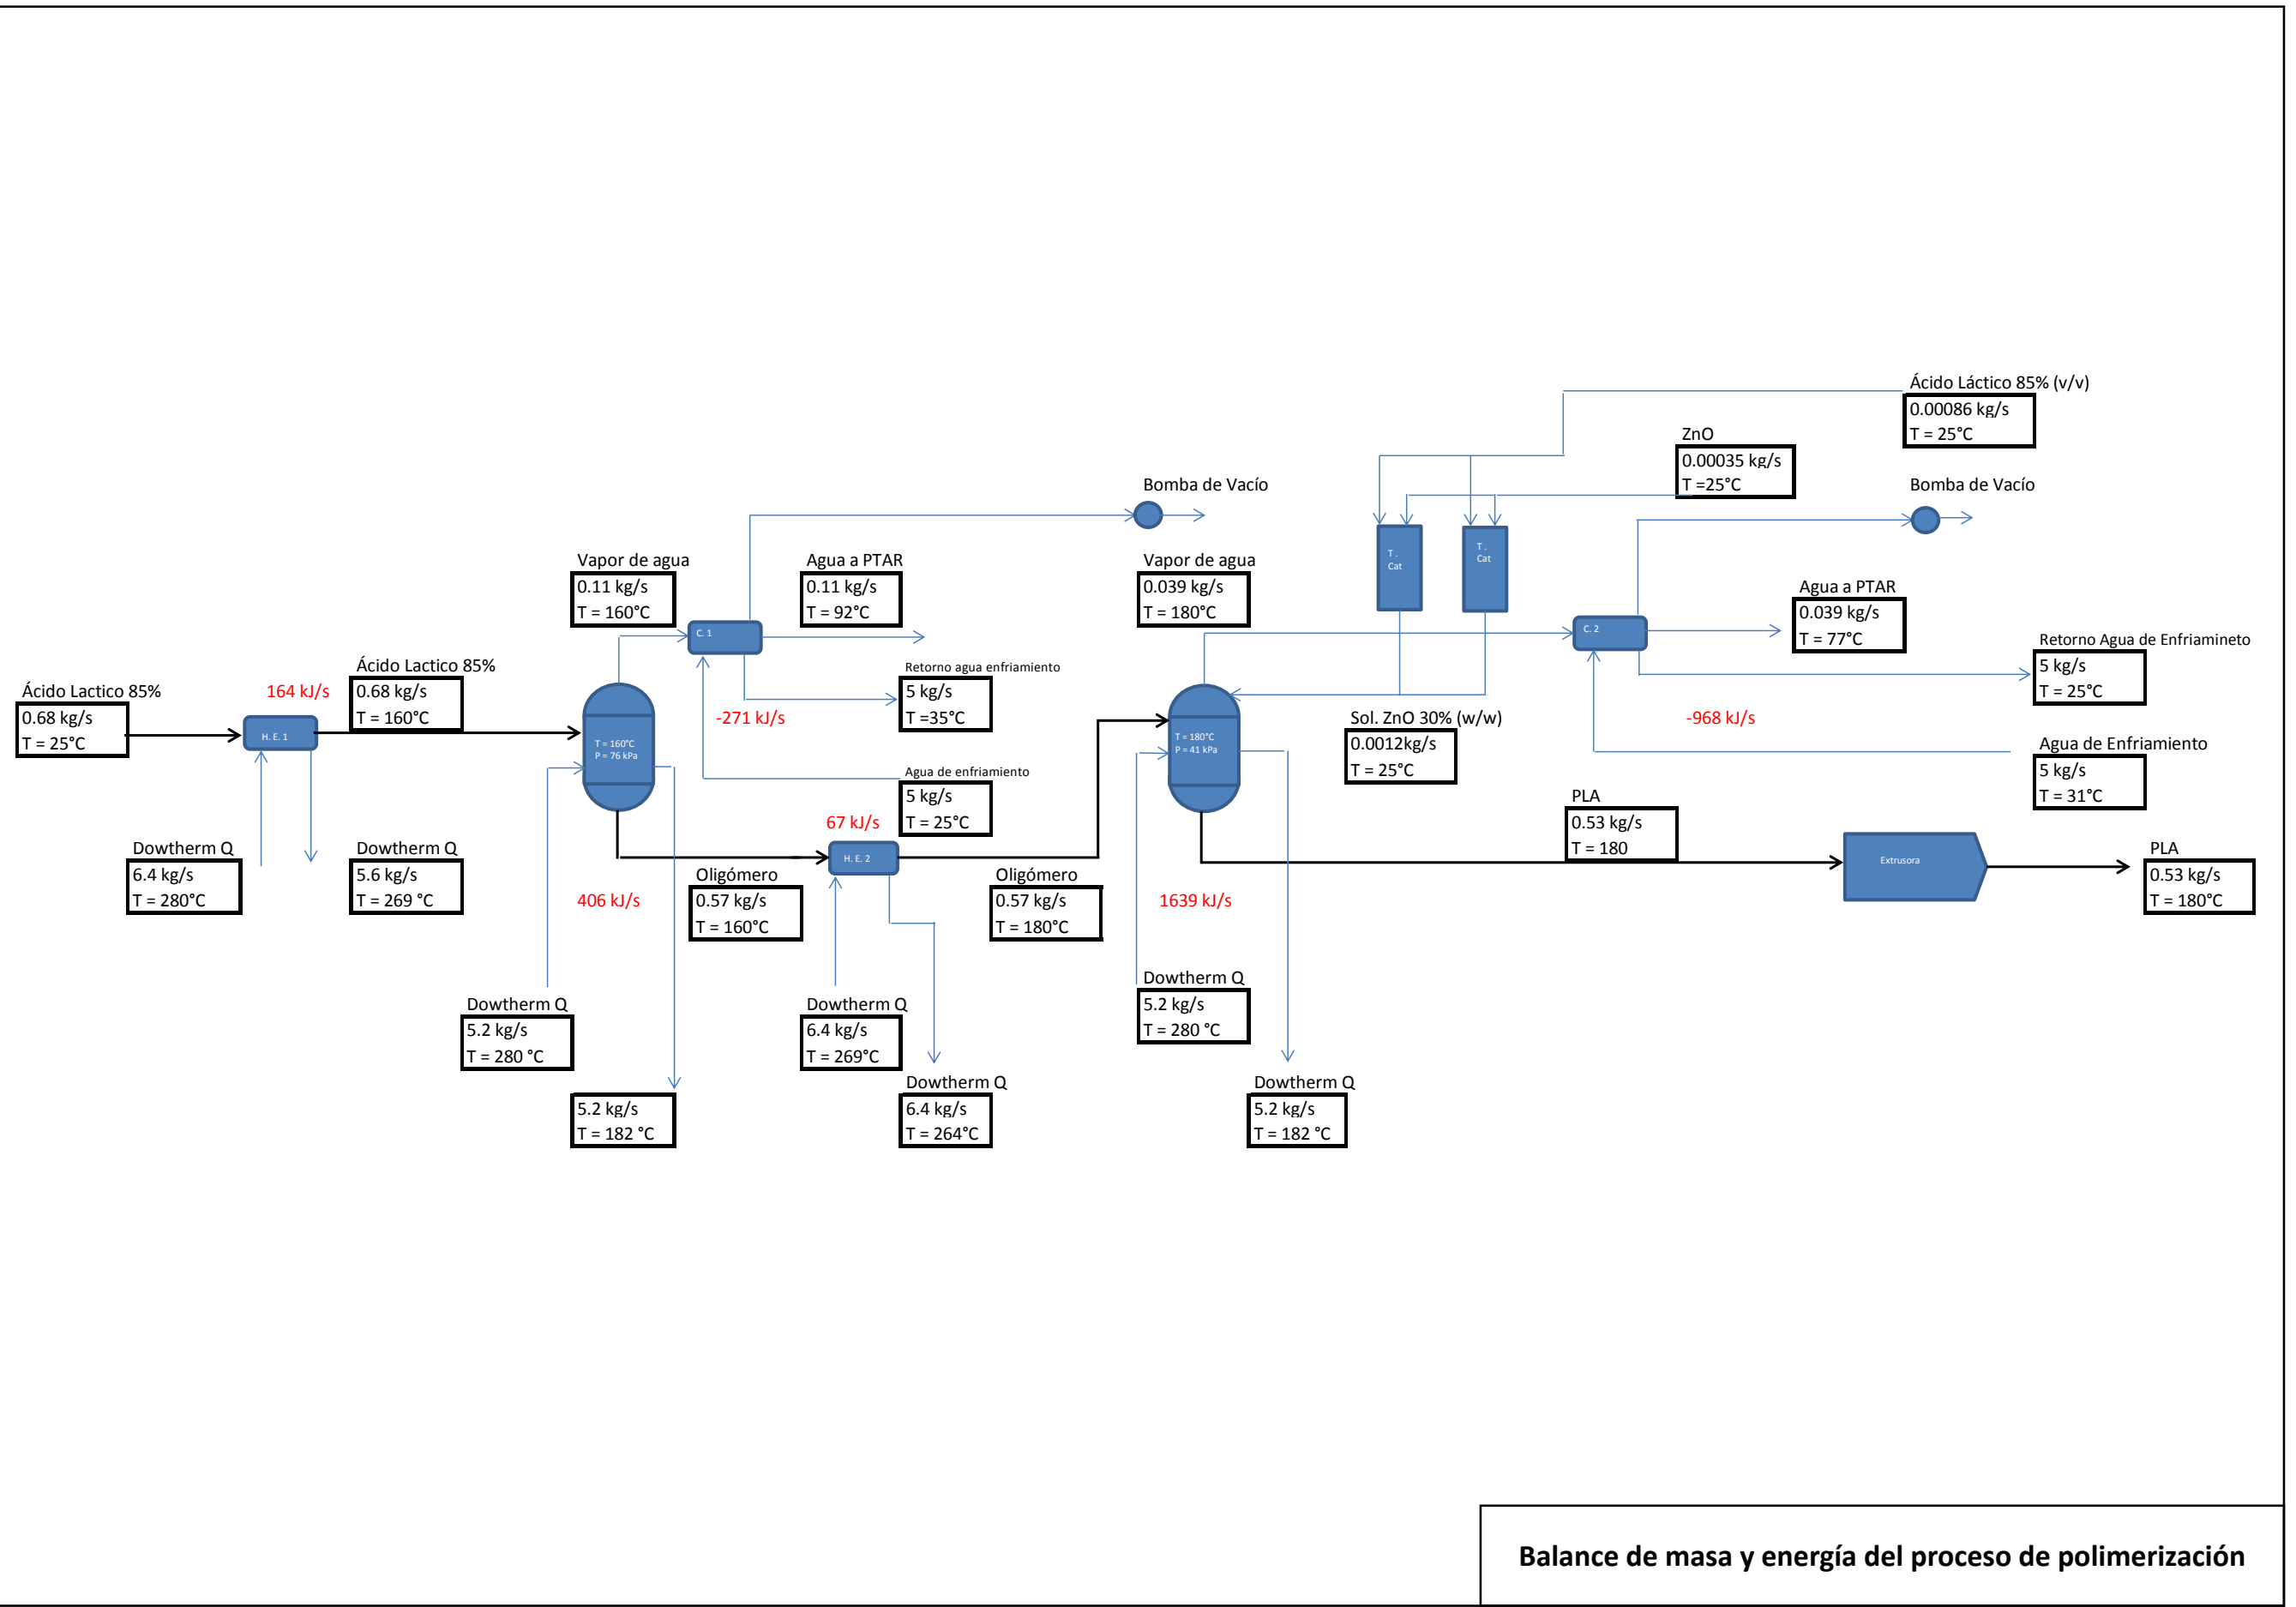 Ácido Láctico 85% (v/v)
0.00086 kg/s
T = 25°C
ZnO
0.00035 kg/s
T =25°C
Bomba de Vacío
Bomba de Vacío
T .
Cat
T .
Cat
Vapor de agua
0.11 kg/s
T = 160°C
Agua a PTAR
0.11 kg/s
T = 92°C
Vapor de agua
0.039 kg/s
T = 180°C
Agua a PTAR
0.039 kg/s
T = 77°C
C. 1
C. 2
Retorno Agua de Enfriamineto
5 kg/s
T = 25°C
Retorno agua enfriamiento
5 kg/s
T =35°C
Ácido Lactico 85%
0.68 kg/s
T = 25°C
164 kJ/s
Ácido Lactico 85%
0.68 kg/s
T = 160°C
H. E. 1
T = 160°C
P = 76 kPa
-271 kJ/s
T = 180°C
P = 41 kPa
Sol. ZnO 30% (w/w)
0.0012kg/s
T = 25°C
-968 kJ/s
Agua de Enfriamiento
5 kg/s
T = 31°C
Agua de enfriamiento
5 kg/s
T = 25°C
PLA
0.53 kg/s
T = 180
67 kJ/s
H. E. 2
Extrusora
PLA
0.53 kg/s
T = 180°C
Dowtherm Q
6.4 kg/s
T = 280°C
Dowtherm Q
5.6 kg/s
T = 269 °C
406 kJ/s
Oligómero
0.57 kg/s
T = 160°C
Oligómero
0.57 kg/s
T = 180°C
1639 kJ/s
Dowtherm Q
5.2 kg/s
T = 280 °C
Dowtherm Q
6.4 kg/s
T = 269°C
Dowtherm Q
5.2 kg/s
T = 280 °C
5.2 kg/s
T = 182 °C
Dowtherm Q
6.4 kg/s
T = 264°C
Dowtherm Q
5.2 kg/s
T = 182 °C
Balance de masa y energía del proceso de polimerización